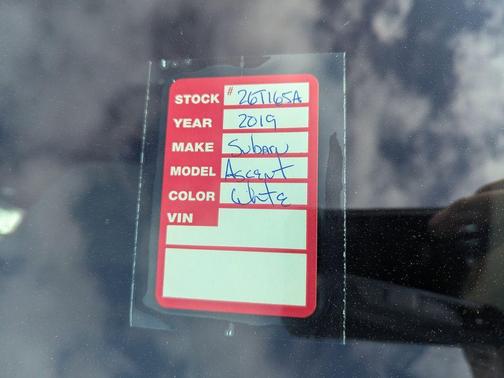 STOCK # 26T165A
YEAR 2019
MAKE Subaru
MODEL Ascent
COLOR White
VIN